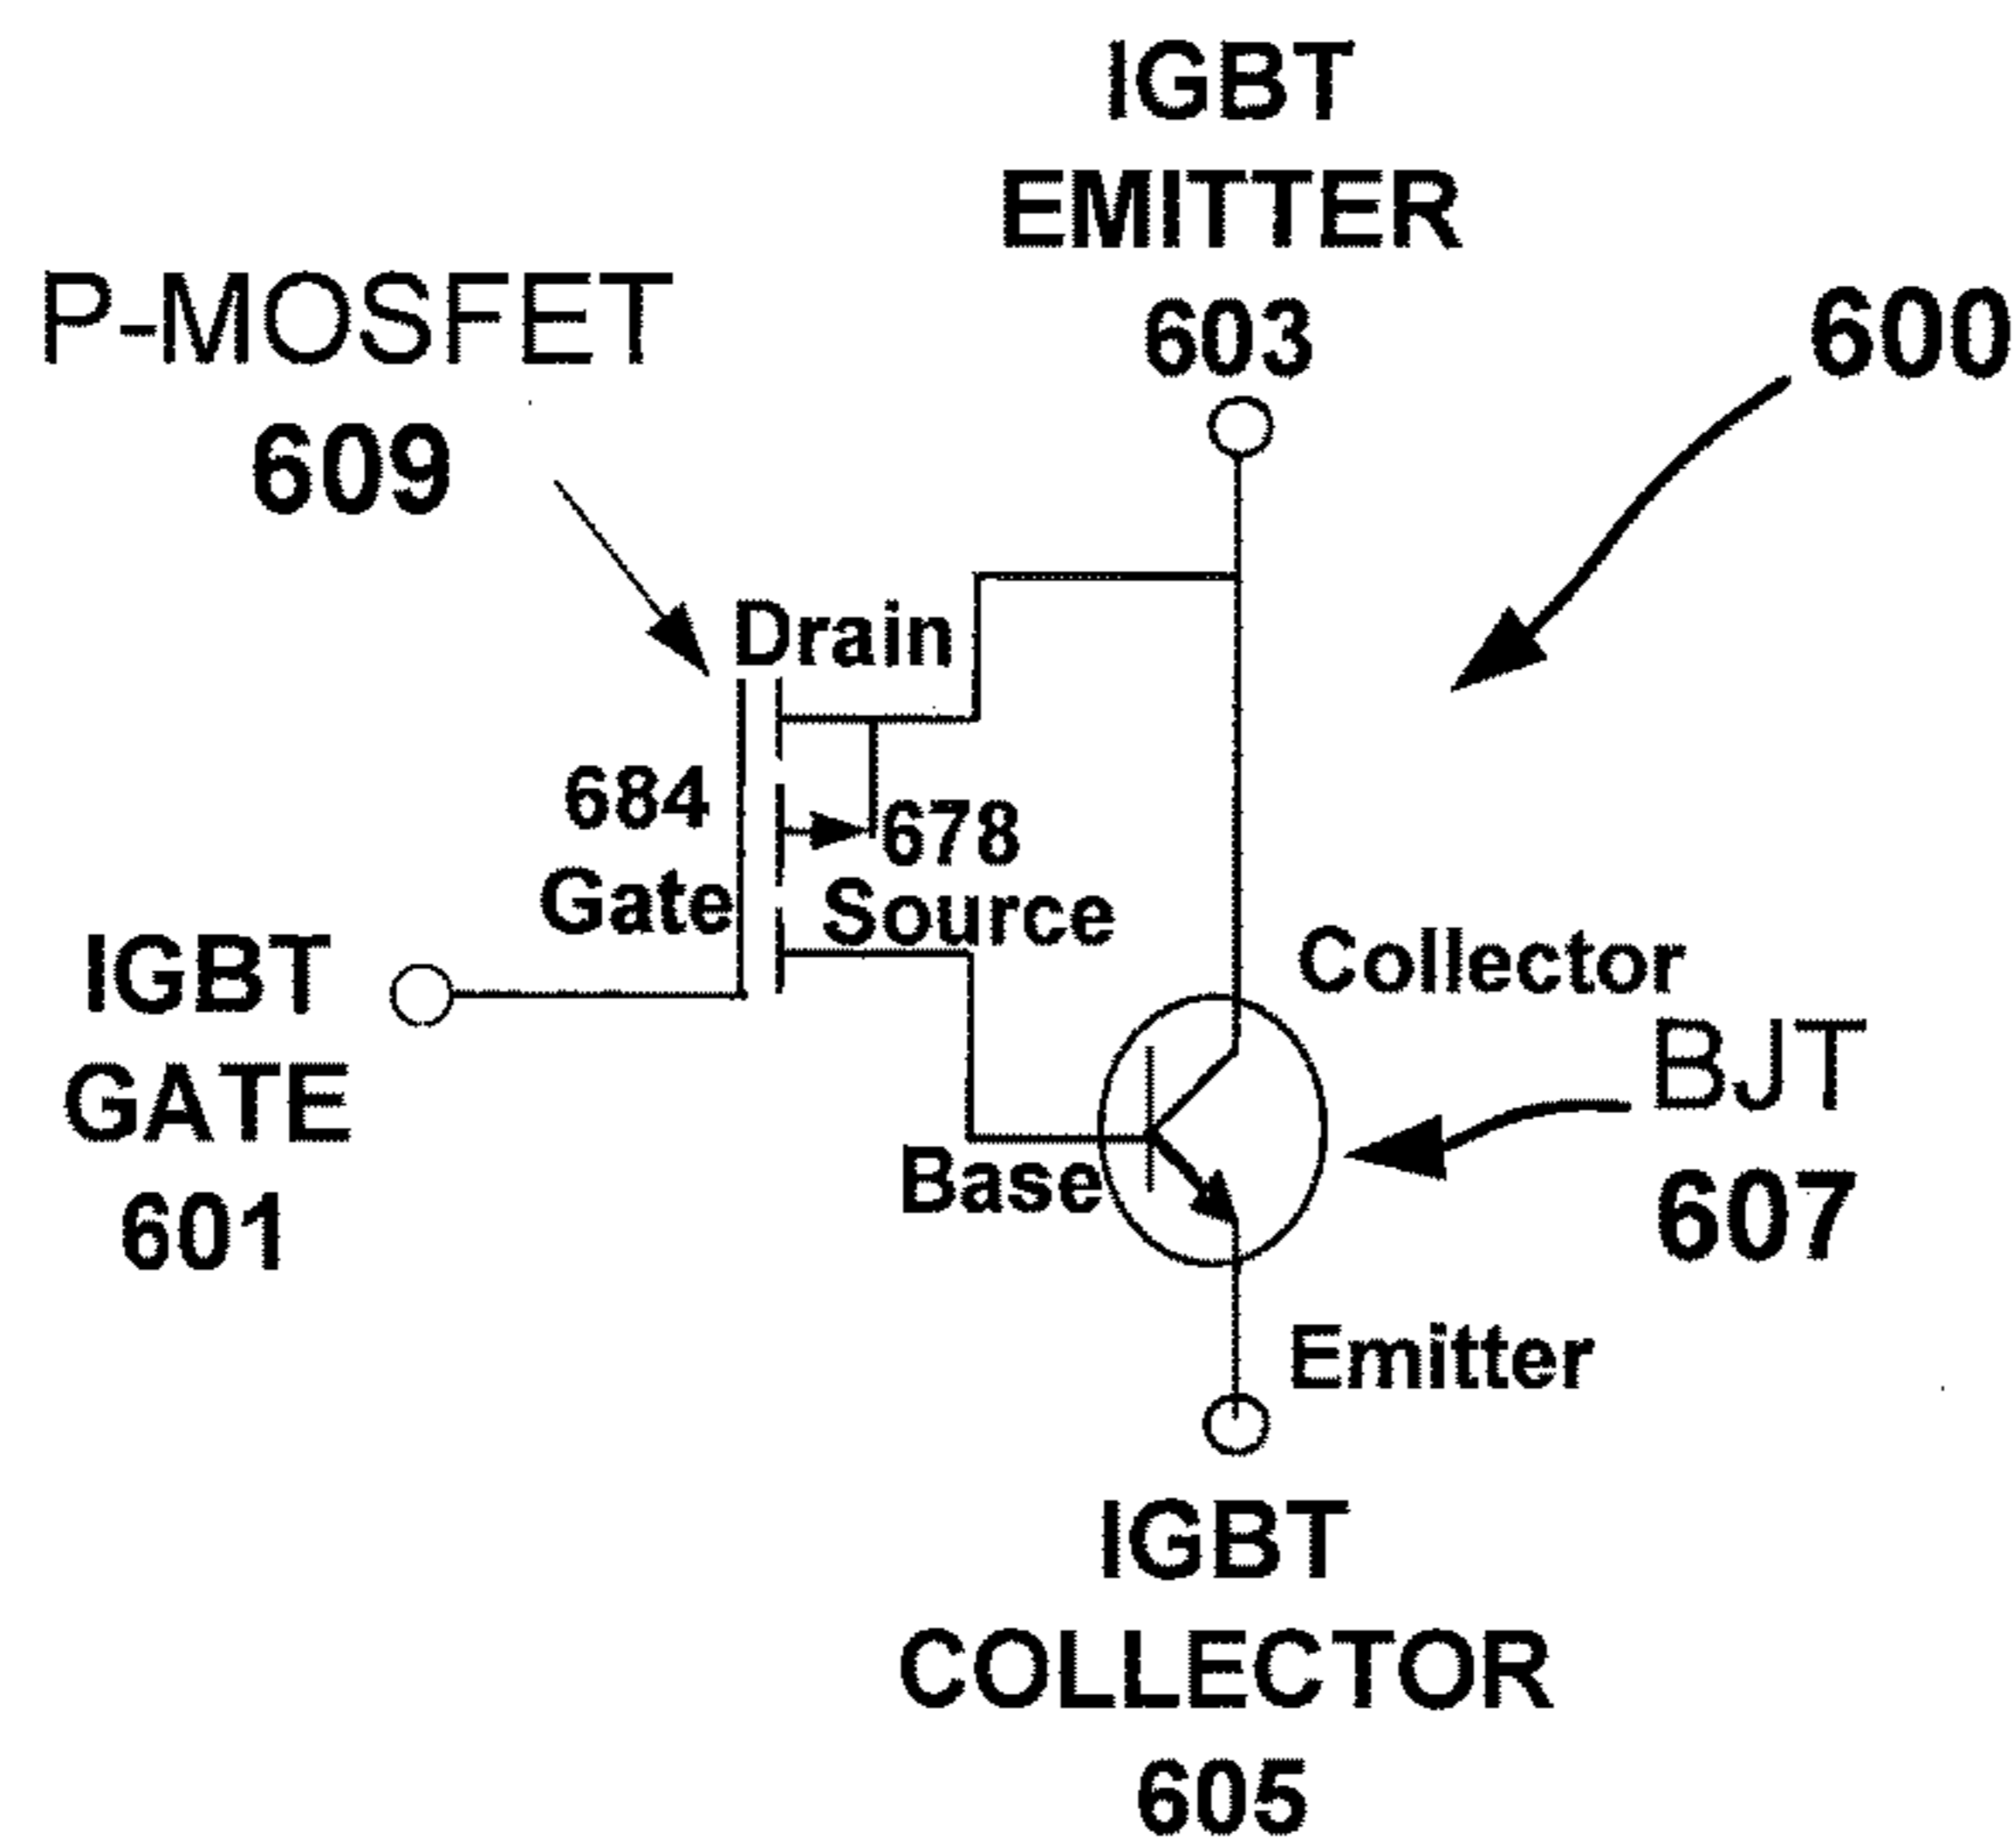 IGBT
EMITTER
603
P-MOSFET
609
600
Drain
684
Gate
678
Source
IGBT
GATE
601
Collector
BJT
607
Base
Emitter
IGBT
COLLECTOR
605